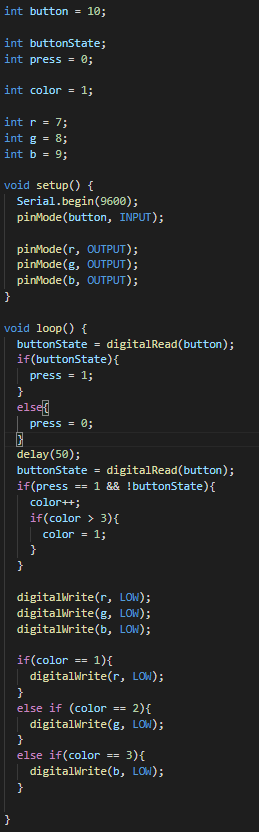 int button = 10;
int buttonState;
int press = 0;
int color = 1;
int r = 7;
int g = 8;
int b = 9;
void setup() {
  Serial.begin(9600);
  pinMode(button, INPUT);
  pinMode(r, OUTPUT);
  pinMode(g, OUTPUT);
  pinMode(b, OUTPUT);
}
void loop() {
  buttonState = digitalRead(button);
  if(buttonState){
    press = 1;
  }
  else{
    press = 0;
  }
  delay(50);
  buttonState = digitalRead(button);
  if(press == 1 && !buttonState){
    color++;
    if(color > 3){
      color = 1;
    }
  }
  digitalWrite(r, LOW);
  digitalWrite(g, LOW);
  digitalWrite(b, LOW);
  if(color == 1){
    digitalWrite(r, LOW);
  }
  else if (color == 2){
    digitalWrite(g, LOW);
  }
  else if(color == 3){
    digitalWrite(b, LOW);
  }
}